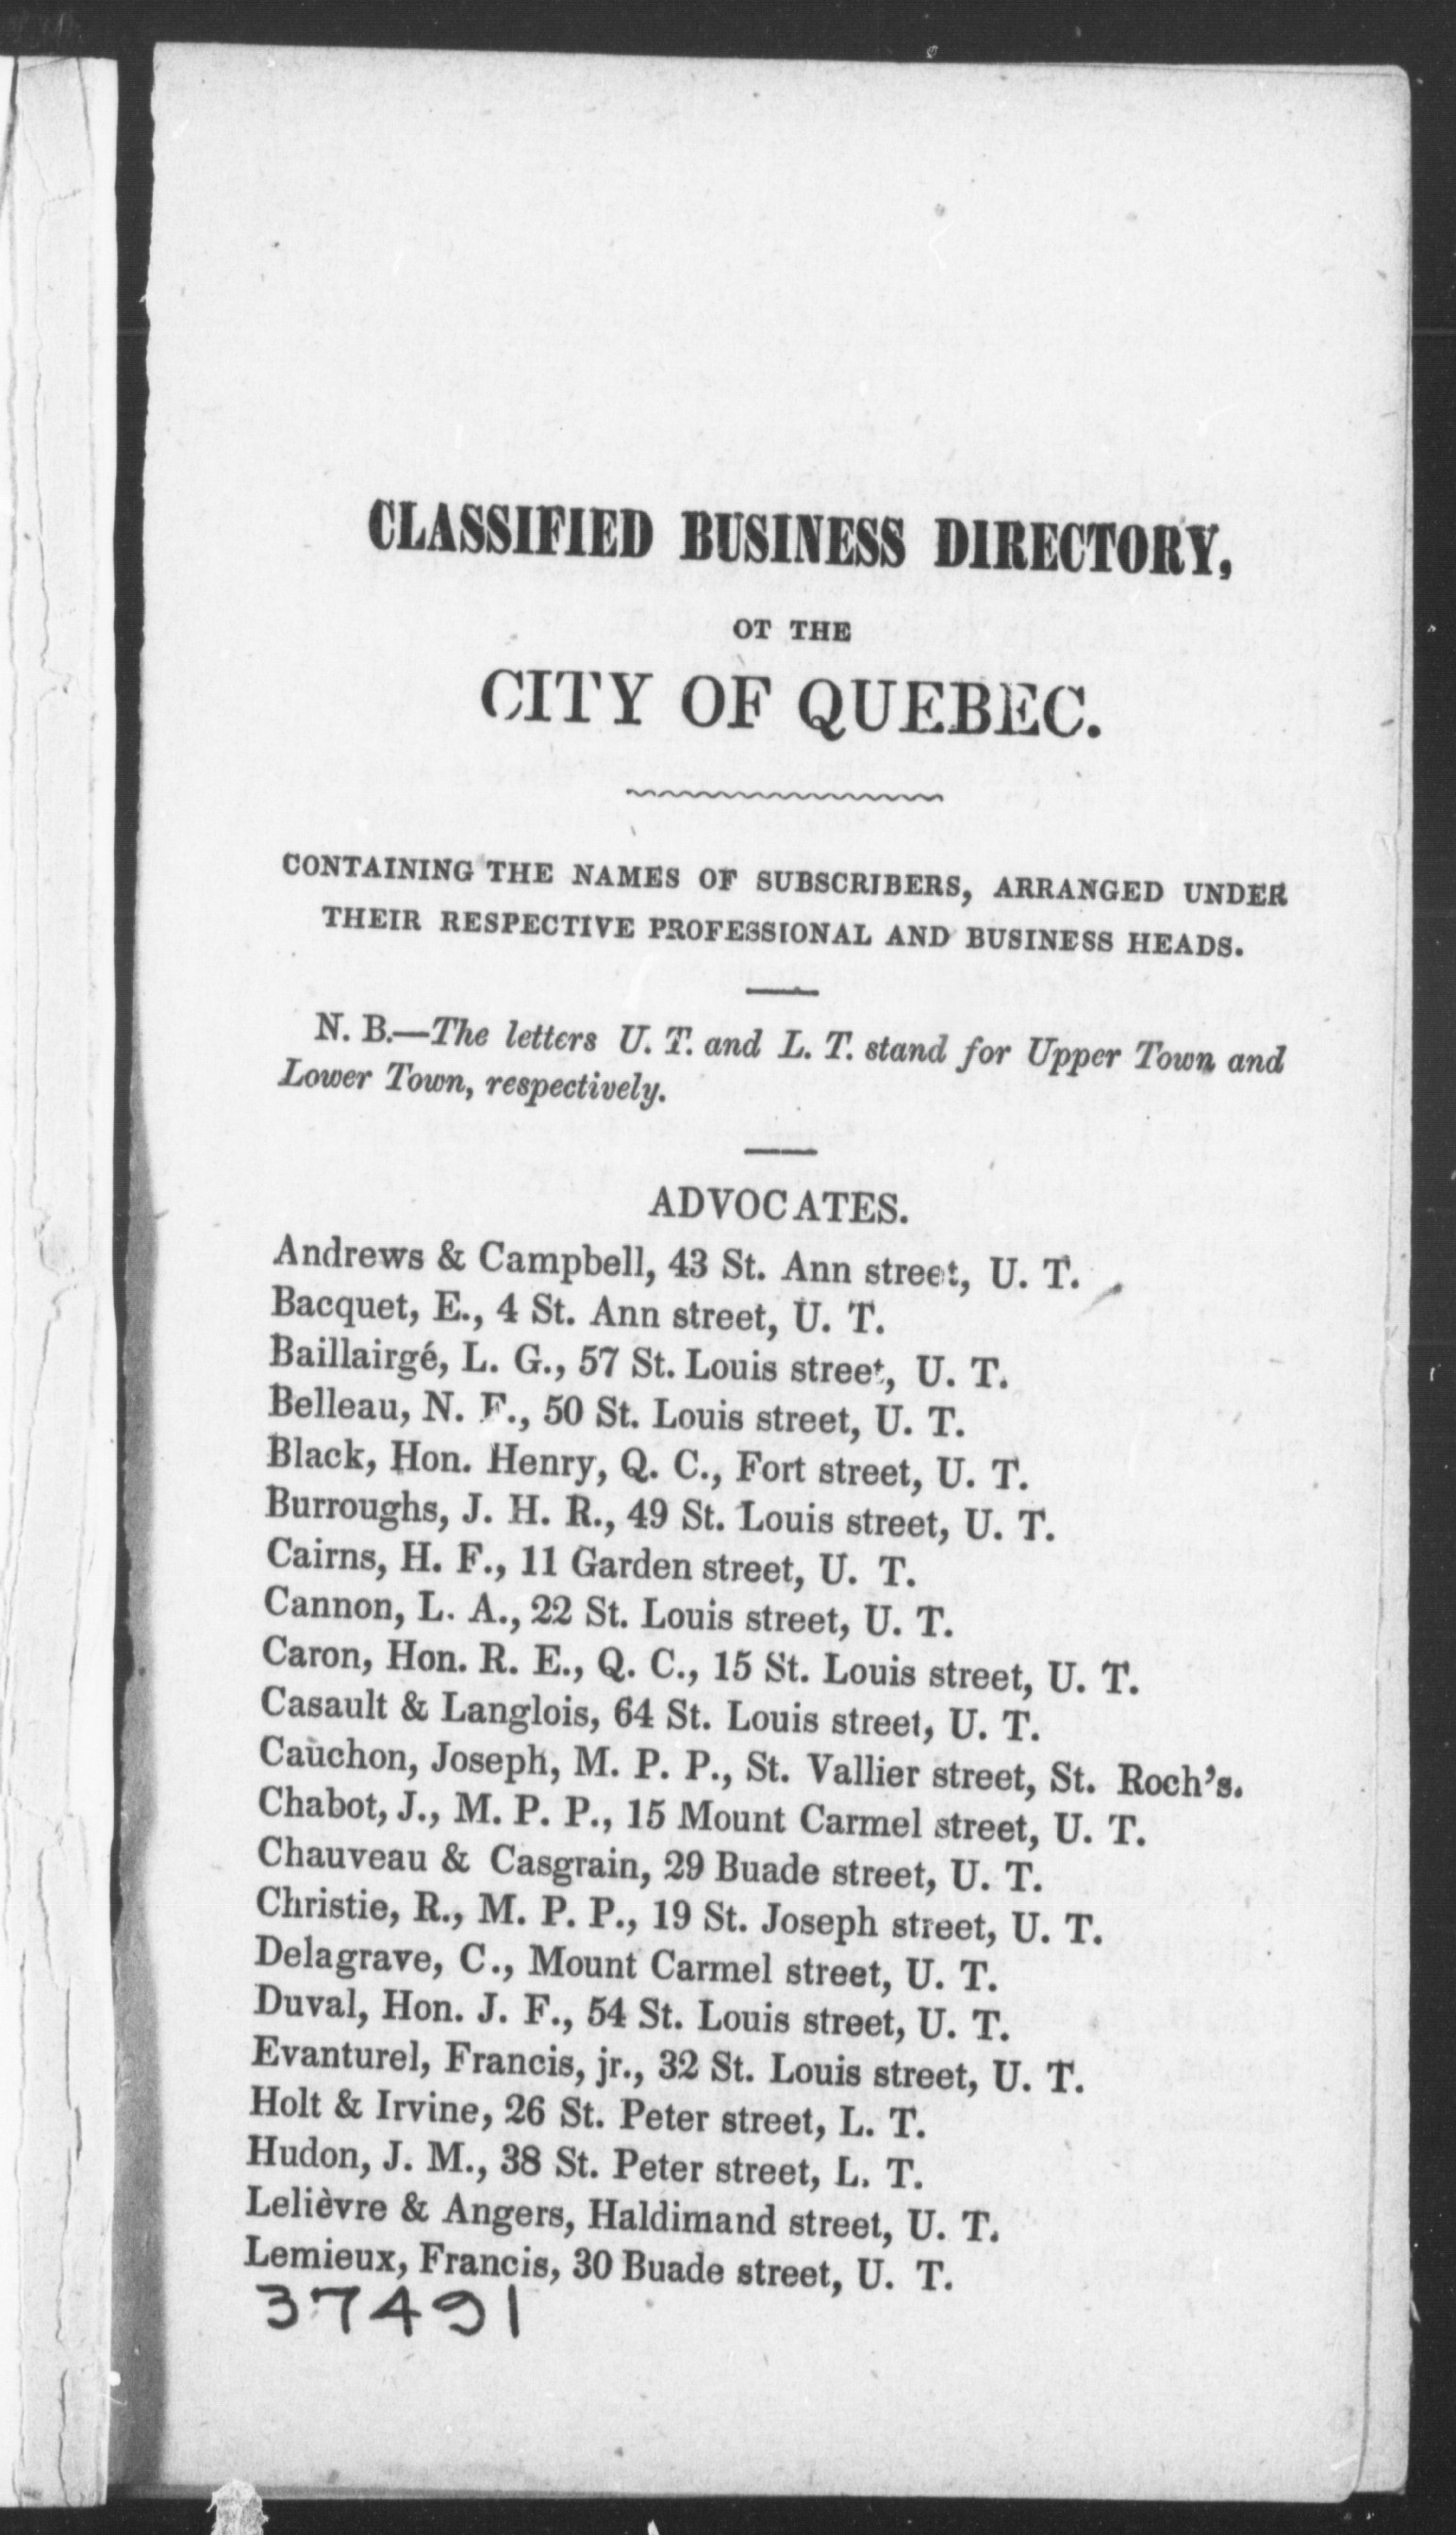 CLASSIFIED BUSINESS DIRECTORY,
OT THE
CITY OF QUEBEC.
CONTAINING THE NAMES OF SUBSCRIBERS, ARRANGED UNDER
THEIR RESPECTIVE PROFESSIONAL AND BUSINESS HEADS.
N. B.—The letters U. T. and L. T. stand for Upper Town and
Lower Town, respectively.
ADVOCATES.
Andrews & Campbell, 43 St. Ann street, U. T.
Bacquet, E., 4 St. Ann street, U. T.
Baillairgé, L. G., 57 St. Louis street, U. T.
Belleau, N. F., 50 St. Louis street, U. T.
Black, Hon. Henry, Q. C., Fort street, U. T.
Burroughs, J. H. R., 49 St. Louis street, U. T.
Cairns, H. F., 11 Garden street, U. T.
Cannon, L. A., 22 St. Louis street, U. T.
Caron, Hon. R. E., Q. C., 15 St. Louis street, U. T.
Casault & Langlois, 64 St. Louis street, U. T.
Cauchon, Joseph, M. P. P., St. Vallier street, St. Roch's.
Chabot, J., M. P. P., 15 Mount Carmel street, U. T.
Chauveau & Casgrain, 29 Buade street, U. T.
Christie, R., M. P. P., 19 St. Joseph street, U. T.
Delagrave, C., Mount Carmel street, U. T.
Duval, Hon. J. F., 54 St. Louis street, U. T.
Evanturel, Francis, jr., 32 St. Louis street, U. T.
Holt & Irvine, 26 St. Peter street, L. T.
Hudon, J. M., 38 St. Peter street, L. T.
Lelièvre & Angers, Haldimand street, U. T.
Lemieux, Francis, 30 Buade street, U. T.
37491